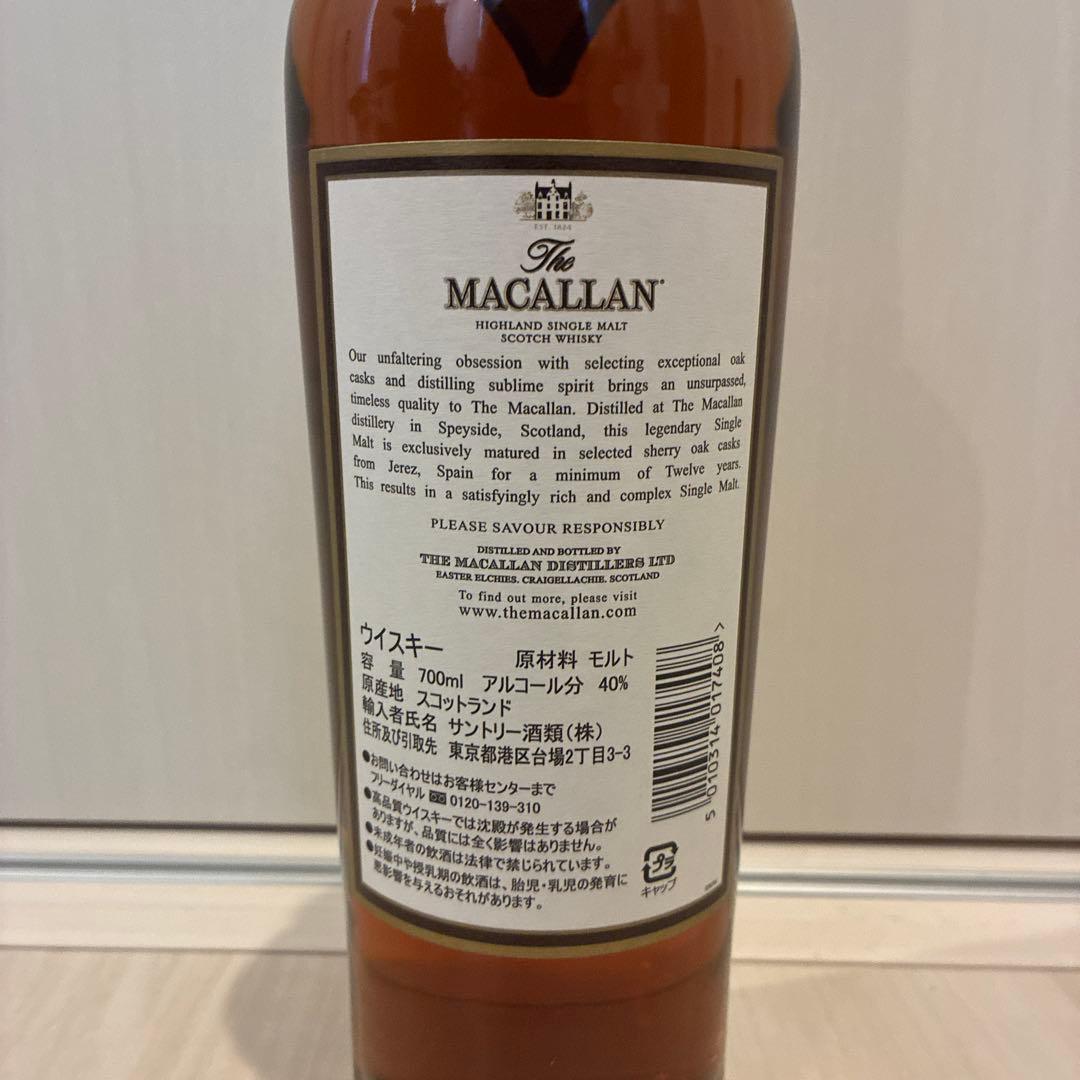 EST. 1824
The
MACALLAN
HIGHLAND SINGLE MALT
SCOTCH WHISKY
Our unfaltering obsession with selecting exceptional oak
casks and distilling sublime spirit brings an unsurpassed,
timeless quality to The Macallan. Distilled at The Macallan
distillery in Speyside, Scotland, this legendary Single
Malt is exclusively matured in selected sherry oak casks
from Jerez, Spain for a minimum of Twelve years.
This results in a satisfyingly rich and complex Single Malt.
PLEASE SAVOUR RESPONSIBLY
DISTILLED AND BOTTLED BY
THE MACALLAN DISTILLERS LTD
EASTER ELCHIES. CRAIGELLACHIE. SCOTLAND
To find out more, please visit
www.themacallan.com
ウイスキー 原材料 モルト
容量 700ml アルコール分 40%
原産地 スコットランド
輸入者氏名 サントリー酒類(株)
住所及び引取先 東京都港区台場2丁目3-3
●お問い合わせはお客様センターまで
フリーダイヤル 0120-139-310
●高品質ウイスキーでは沈殿が発生する場合が
ありますが、品質には全く影響はありません。
●未成年者の飲酒は法律で禁じられています。
●妊娠中や授乳期の飲酒は、胎児・乳児の発育に
悪影響を与えるおそれがあります。
5 010314 017408 >
プラ
キャップ